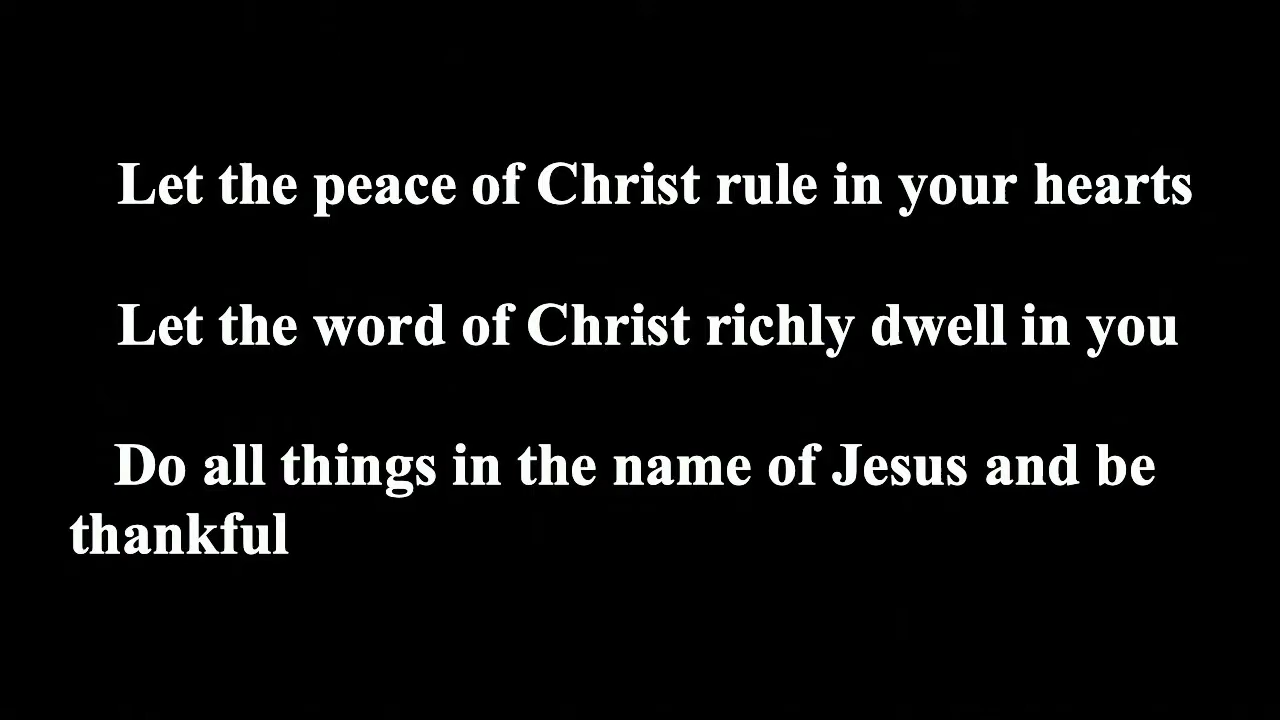 Let the peace of Christ rule in your hearts
Let the word of Christ richly dwell in you
Do all things in the name of Jesus and be
thankful